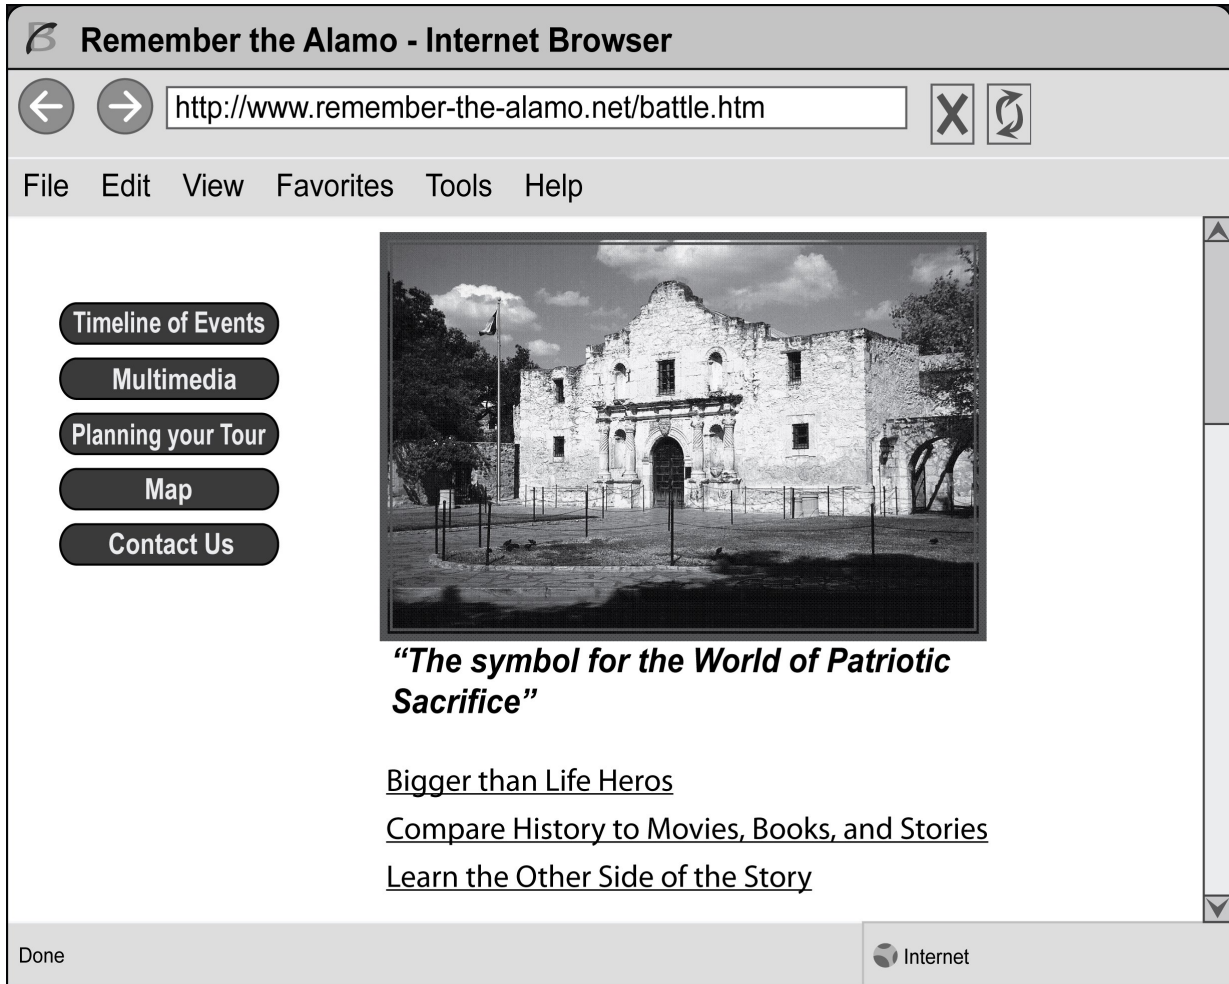 Remember the Alamo - Internet Browser
http://www.remember-the-alamo.net/battle.htm
File Edit View Favorites Tools Help
Timeline of Events
Multimedia
Planning your Tour
Map
Contact Us
“The symbol for the World of Patriotic
Sacrifice”
Bigger than Life Heros
Compare History to Movies, Books, and Stories
Learn the Other Side of the Story
Done
Internet